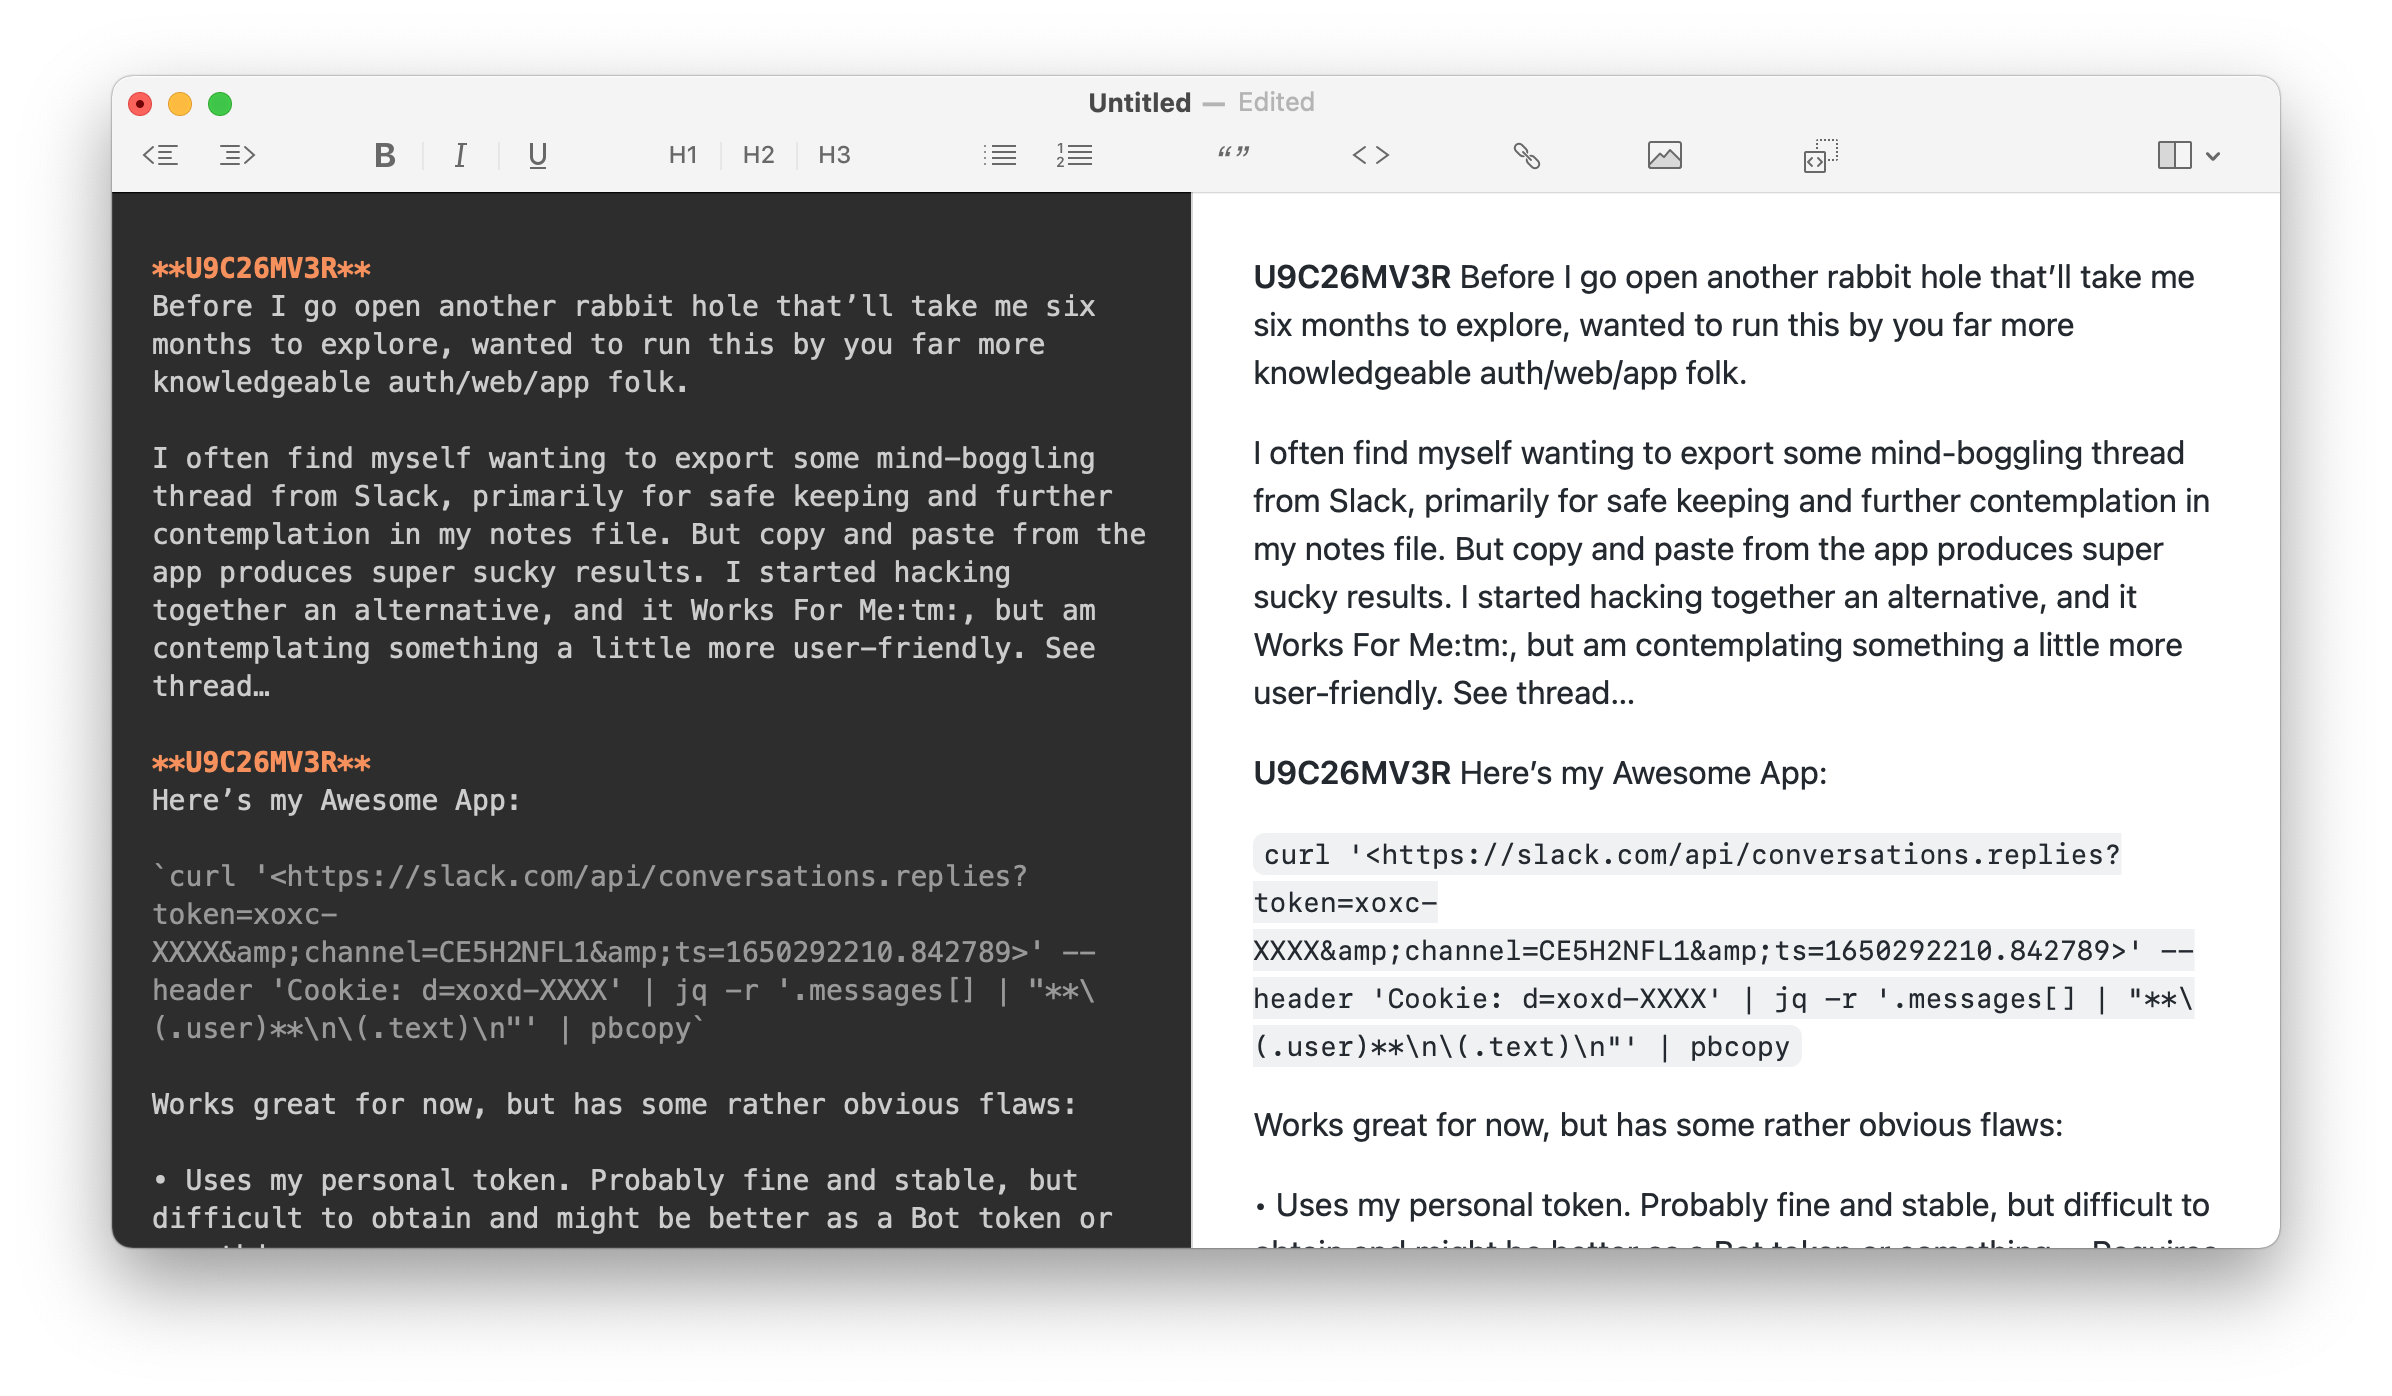 Untitled — Edited
B I U H1 H2 H3 1 2 “” <>
**U9C26MV3R**
Before I go open another rabbit hole that’ll take me six
months to explore, wanted to run this by you far more
knowledgeable auth/web/app folk.
I often find myself wanting to export some mind-boggling
thread from Slack, primarily for safe keeping and further
contemplation in my notes file. But copy and paste from the
app produces super sucky results. I started hacking
together an alternative, and it Works For Me:tm:, but am
contemplating something a little more user-friendly. See
thread…
**U9C26MV3R**
Here’s my Awesome App:
`curl '<https://slack.com/api/conversations.replies?
token=xoxc-
XXXX&amp;channel=CE5H2NFL1&amp;ts=1650292210.842789>' --
header 'Cookie: d=xoxd-XXXX' | jq -r '.messages[] | "**\
(.user)**\n\(.text)\n"' | pbcopy`
Works great for now, but has some rather obvious flaws:
• Uses my personal token. Probably fine and stable, but
difficult to obtain and might be better as a Bot token or
U9C26MV3R Before I go open another rabbit hole that’ll take me
six months to explore, wanted to run this by you far more
knowledgeable auth/web/app folk.
I often find myself wanting to export some mind-boggling thread
from Slack, primarily for safe keeping and further contemplation in
my notes file. But copy and paste from the app produces super
sucky results. I started hacking together an alternative, and it
Works For Me:tm:, but am contemplating something a little more
user-friendly. See thread…
U9C26MV3R Here’s my Awesome App:
curl '<https://slack.com/api/conversations.replies?
token=xoxc-
XXXX&amp;channel=CE5H2NFL1&amp;ts=1650292210.842789>' --
header 'Cookie: d=xoxd-XXXX' | jq -r '.messages[] | "**\
(.user)**\n\(.text)\n"' | pbcopy
Works great for now, but has some rather obvious flaws:
• Uses my personal token. Probably fine and stable, but difficult to
obtain and might be better as a Bot token or something